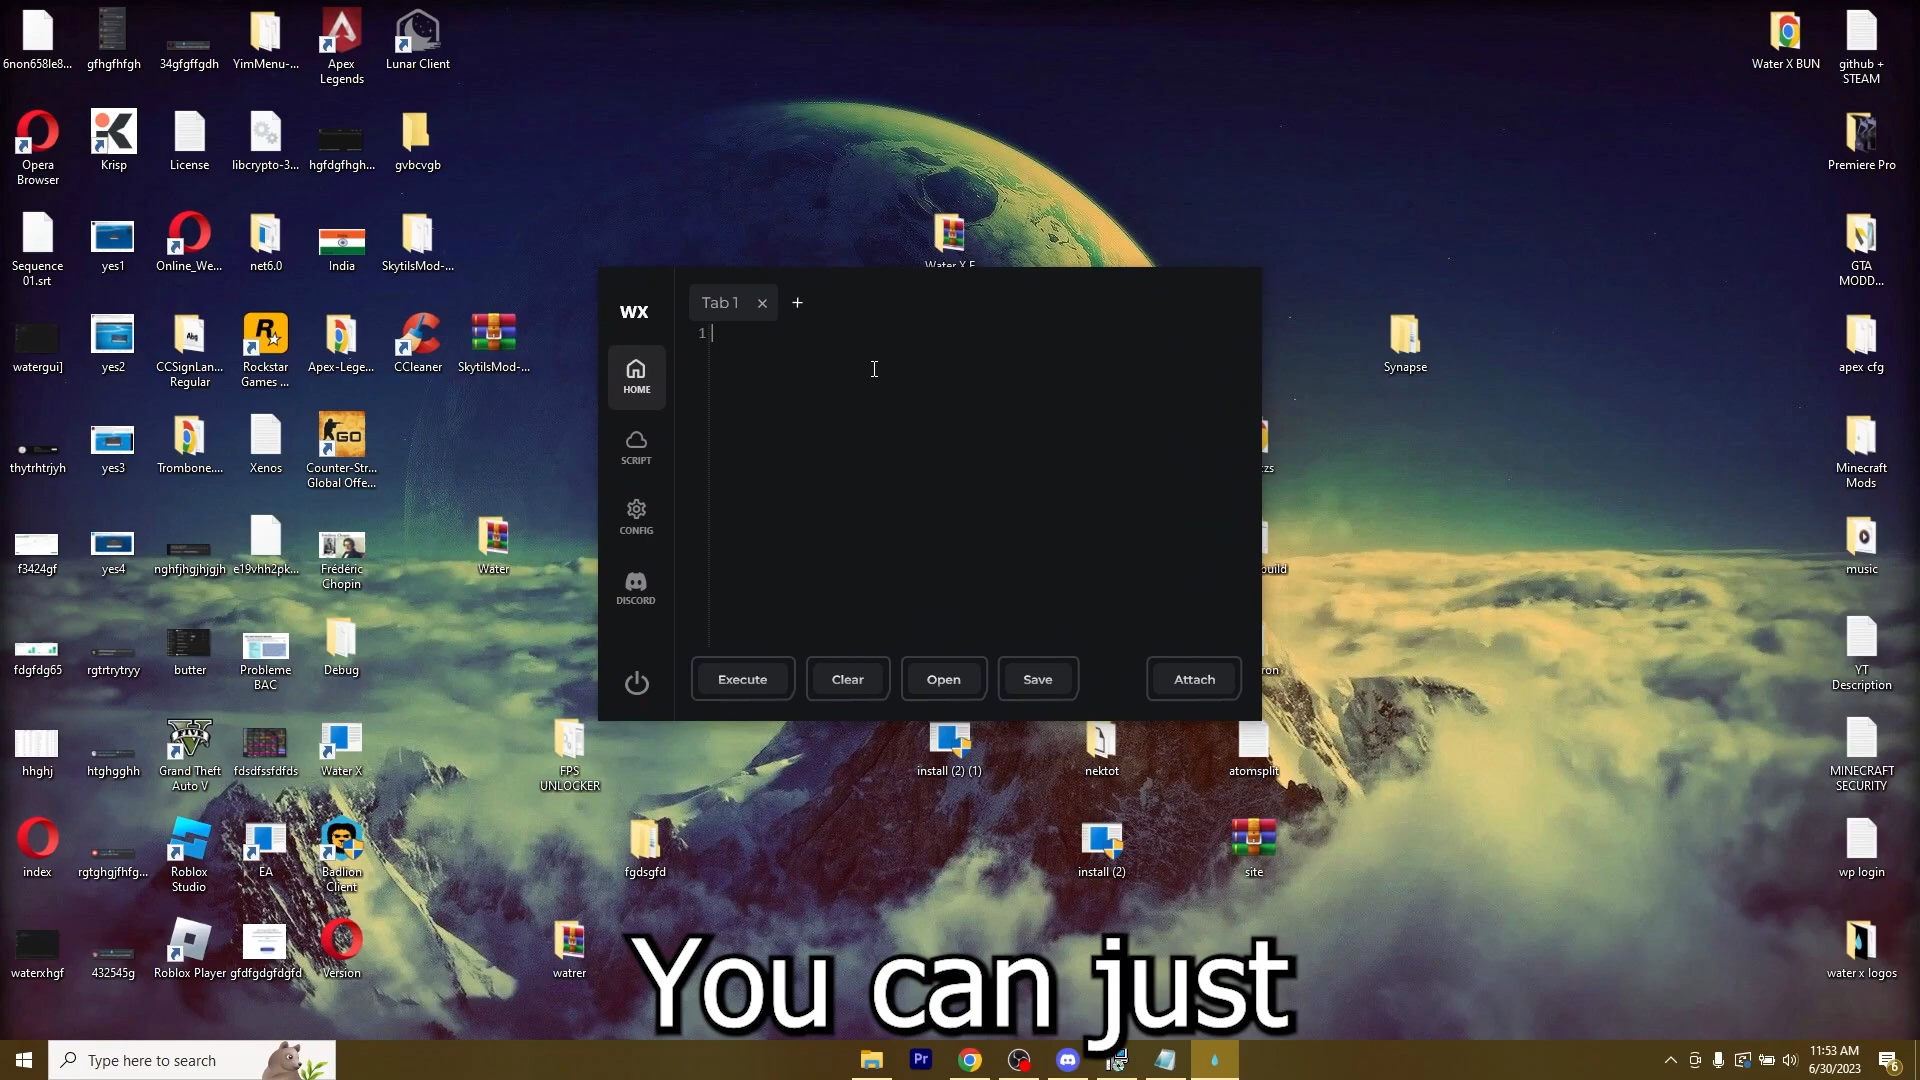 6non658le8...
gfhgfhfgh
34gfgffgdh
YimMenu-...
Apex
Legends
Lunar Client
Water X BUN
github +
STEAM
Opera
Browser
Krisp
License
libcrypto-3...
hgfdgfhgh...
gvbcvgb
Premiere Pro
Sequence
01.srt
yes1
Online_We...
net6.0
India
SkytilsMod-...
GTA
MODD...
WX
Tab 1
1
HOME
SCRIPT
CONFIG
DISCORD
Execute
Clear
Open
Save
Attach
watergui]
yes2
CCSignLan...
Regular
Rockstar
Games ...
Apex-Lege...
CCleaner
SkytilsMod-...
Synapse
apex cfg
thytrhtrjyh
yes3
Trombone....
Xenos
GO
Counter-Str...
Global Offe...
Minecraft
Mods
f3424gf
yes4
nghfjhgjhjgjh
e19vhh2pk...
Frédéric
Chopin
Water
music
fdgfdg65
rgtrtrytryy
butter
Probleme
BAC
Debug
YT
Description
hhghj
htghgghh
Grand Theft
Auto V
fdsdfssfdfds
Water X
FPS
UNLOCKER
install (2) (1)
nektot
atomsplit
MINECRAFT
SECURITY
index
rgtghgjfhfg...
Roblox
Studio
EA
Badlion
Client
fgdsgfd
install (2)
site
wp login
waterxhgf
432545g
Roblox Player
gfdfgdgfdgfd
Version
watrer
water x logos
You can just
Type here to search
Pr
11:53 AM
6/30/2023
6